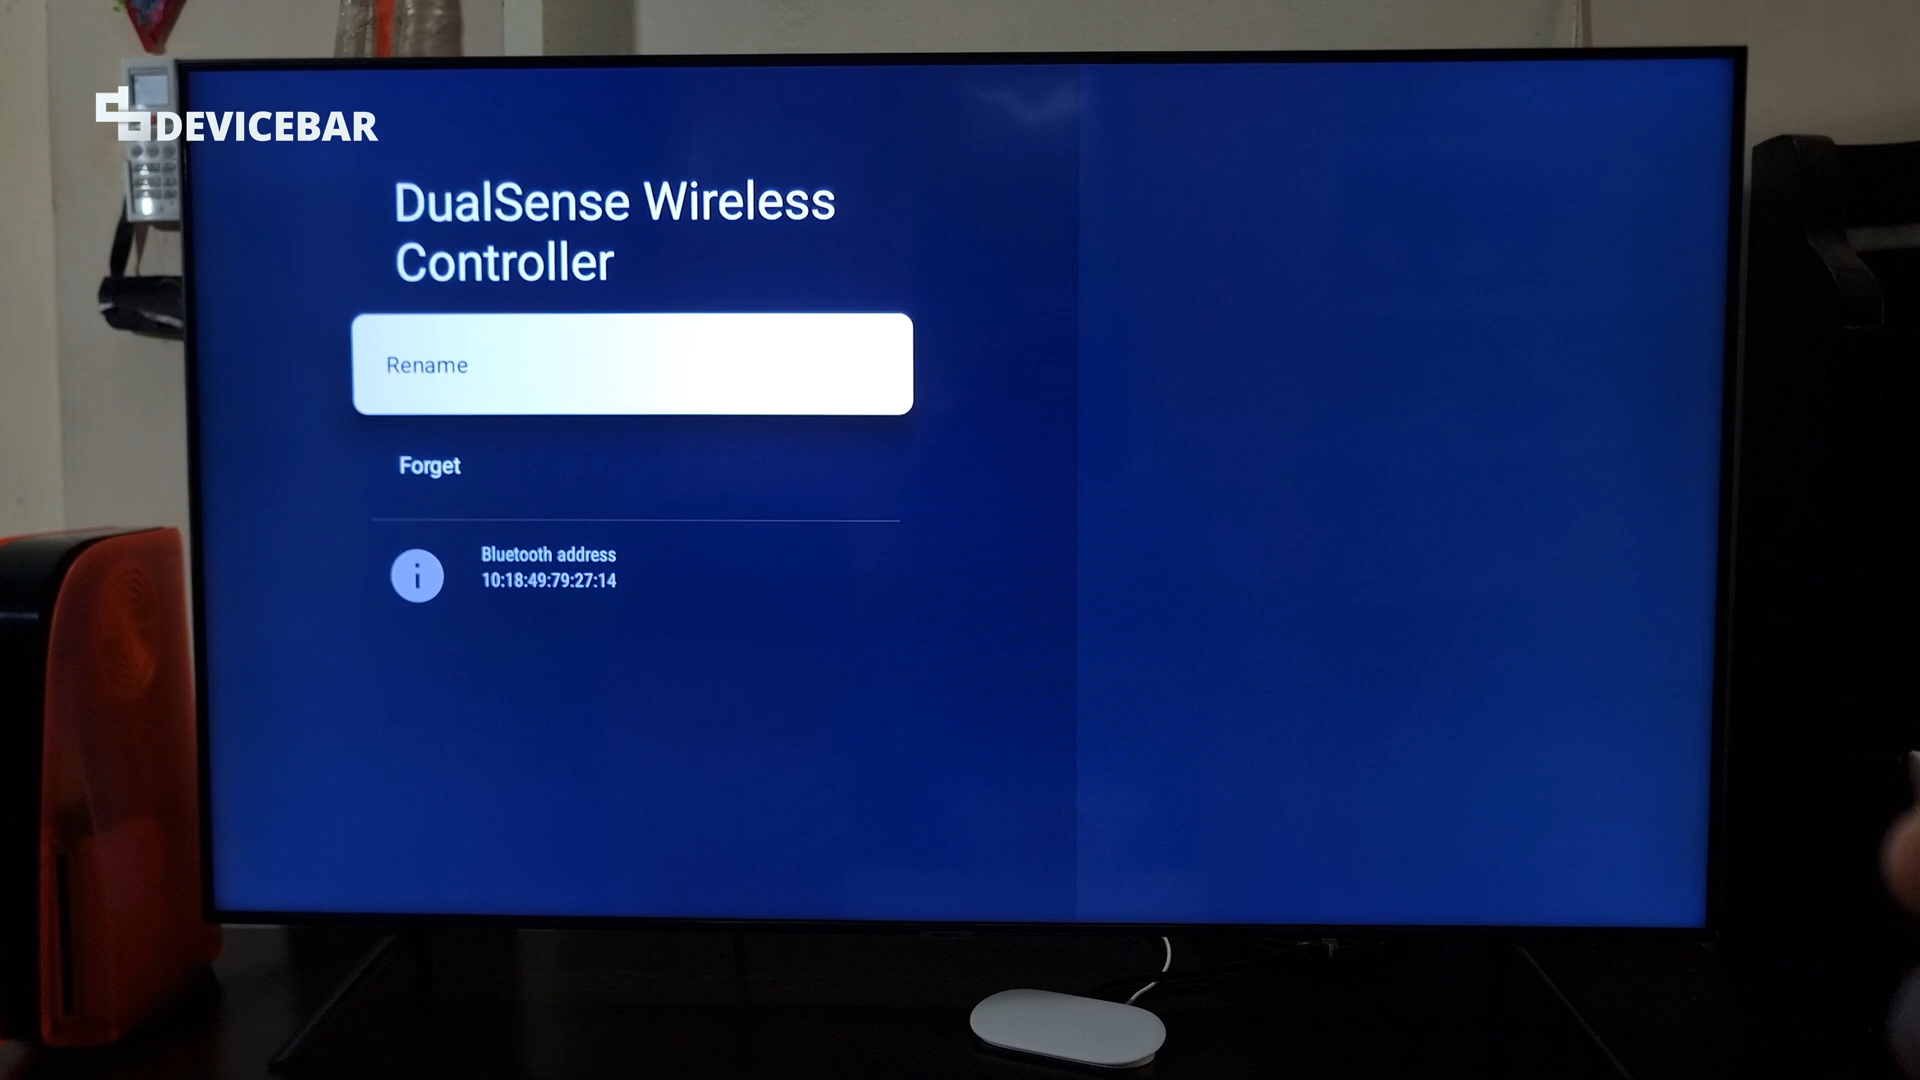 DEVICEBAR
DualSense Wireless
Controller
Rename
Forget
i
Bluetooth address
10:18:49:79:27:14